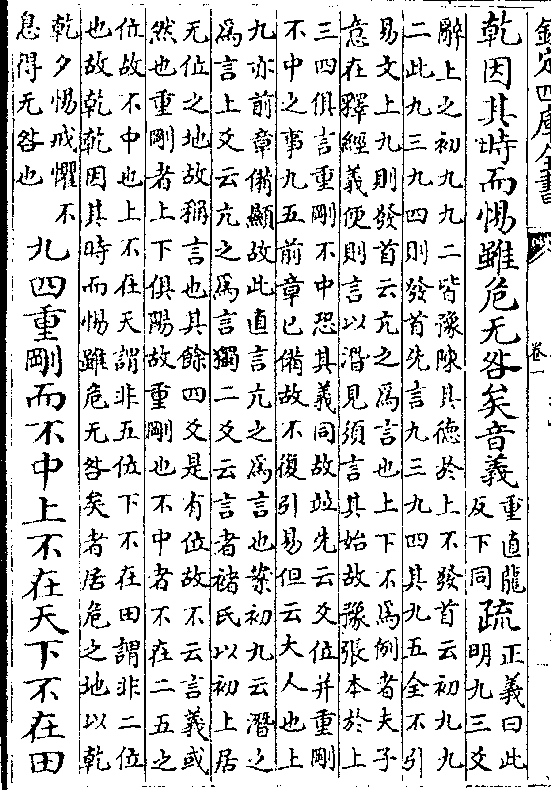 欽定四庫全書
卷一
乾因其時而惕雖危无咎矣音義重直龍反下同疏正義曰此明九三爻
辭上之初九九二皆豫陳其德於上不發首云初九九
二此九三九四則發首先言九三九四其九五全不引
易文上九則發首云亢之為言也上下不為例者夫子
意在釋經義便則言以潛見須言其始故豫張本於上
三四俱言重剛不中恐其義同故竝先云爻位并重剛
不中之事九五前章已備故不復引易但云大人也上
九亦前章備顯故此直言亢之為言也案初九云潛之
為言上爻云亢之為言獨二爻云言者褚氏以初上居
无位之地故稱言也其餘四爻是有位故不云言義或
然也重剛者上下俱陽故重剛也不中者不在二五之
位故不中也上不在天謂非五位下不在田謂非二位
也故乾乾因其時而惕雖危无咎矣者居危之地以乾
乾夕惕戒懼不息得无咎也九四重剛而不中上不在天下不在田